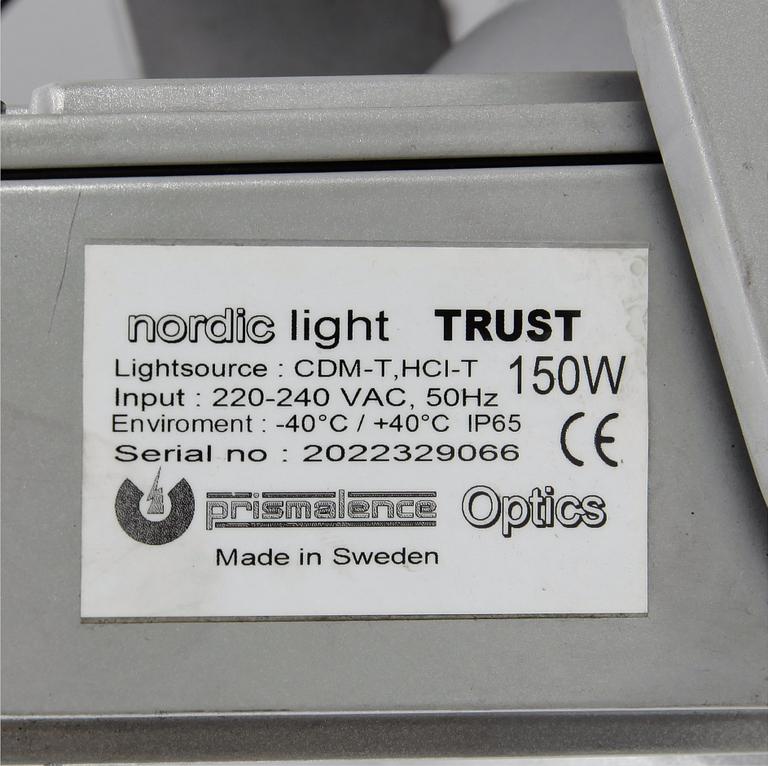 nordic light TRUST
Lightsource : CDM-T,HCI-T 150W
Input : 220-240 VAC, 50Hz
Enviroment : -40°C / +40°C IP65
Serial no : 2022329066 CE
prismalence Optics
Made in Sweden